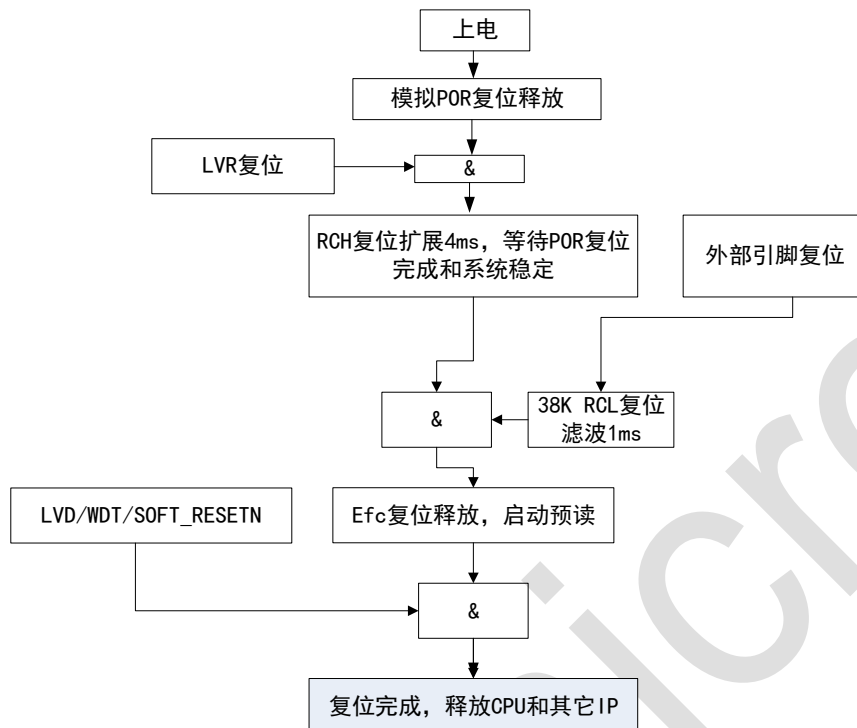 上电
模拟POR复位释放
LVR复位
&
RCH复位扩展4ms，等待POR复位
完成和系统稳定
外部引脚复位
&
38K RCL复位
滤波1ms
LVD/WDT/SOFT_RESETN
Efc复位释放，启动预读
&
复位完成，释放CPU和其它IP